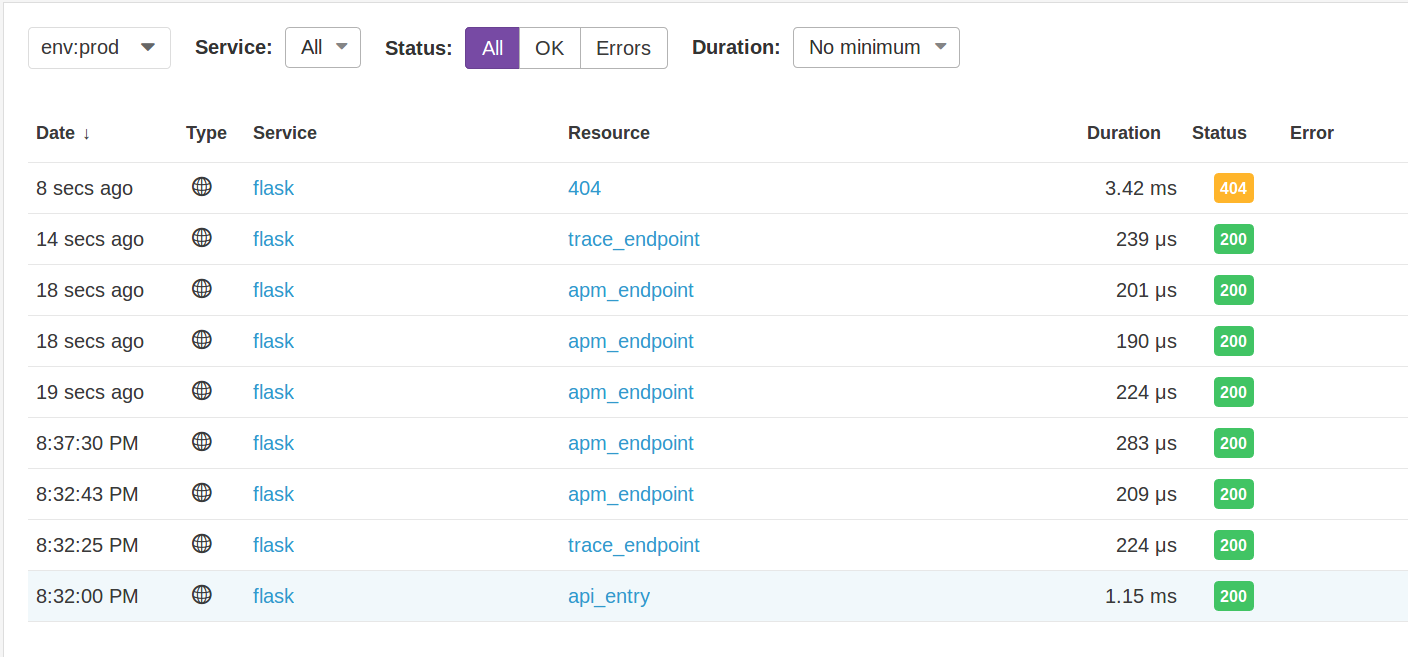 env:prod Service: All Status: All OK Errors Duration: No minimum
Date ↓ Type Service Resource Duration Status Error
8 secs ago flask 404 3.42 ms 404
14 secs ago flask trace_endpoint 239 μs 200
18 secs ago flask apm_endpoint 201 μs 200
18 secs ago flask apm_endpoint 190 μs 200
19 secs ago flask apm_endpoint 224 μs 200
8:37:30 PM flask apm_endpoint 283 μs 200
8:32:43 PM flask apm_endpoint 209 μs 200
8:32:25 PM flask trace_endpoint 224 μs 200
8:32:00 PM flask api_entry 1.15 ms 200